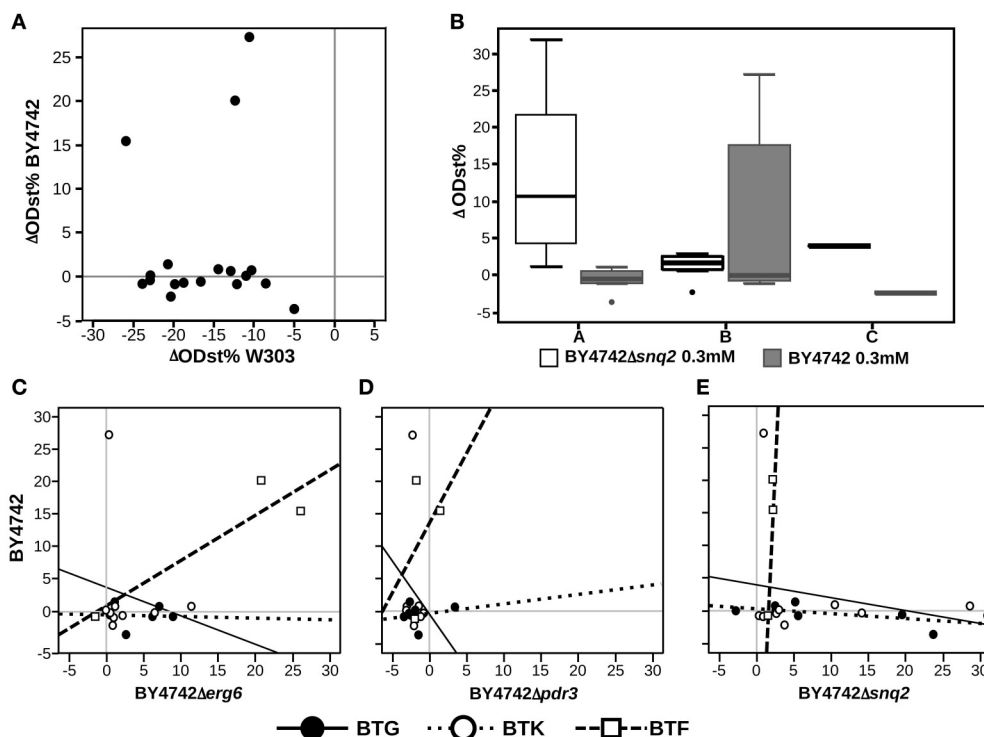 A
ΔODst% BY4742
25
20
15
10
5
0
-5
-30 -25 -20 -15 -10 -5 0 5
ΔODst% W303
B
ΔODst%
30
25
20
15
10
5
0
-5
A B C
BY4742Δsnq2 0.3mM BY4742 0.3mM
C D E
BY4742
30
25
20
15
10
5
0
-5
-5 0 5 10 15 20 25 30
BY4742Δerg6
-5 0 5 10 15 20 25 30
BY4742Δpdr3
-5 0 5 10 15 20 25 30
BY4742Δsnq2
BTG BTK BTF